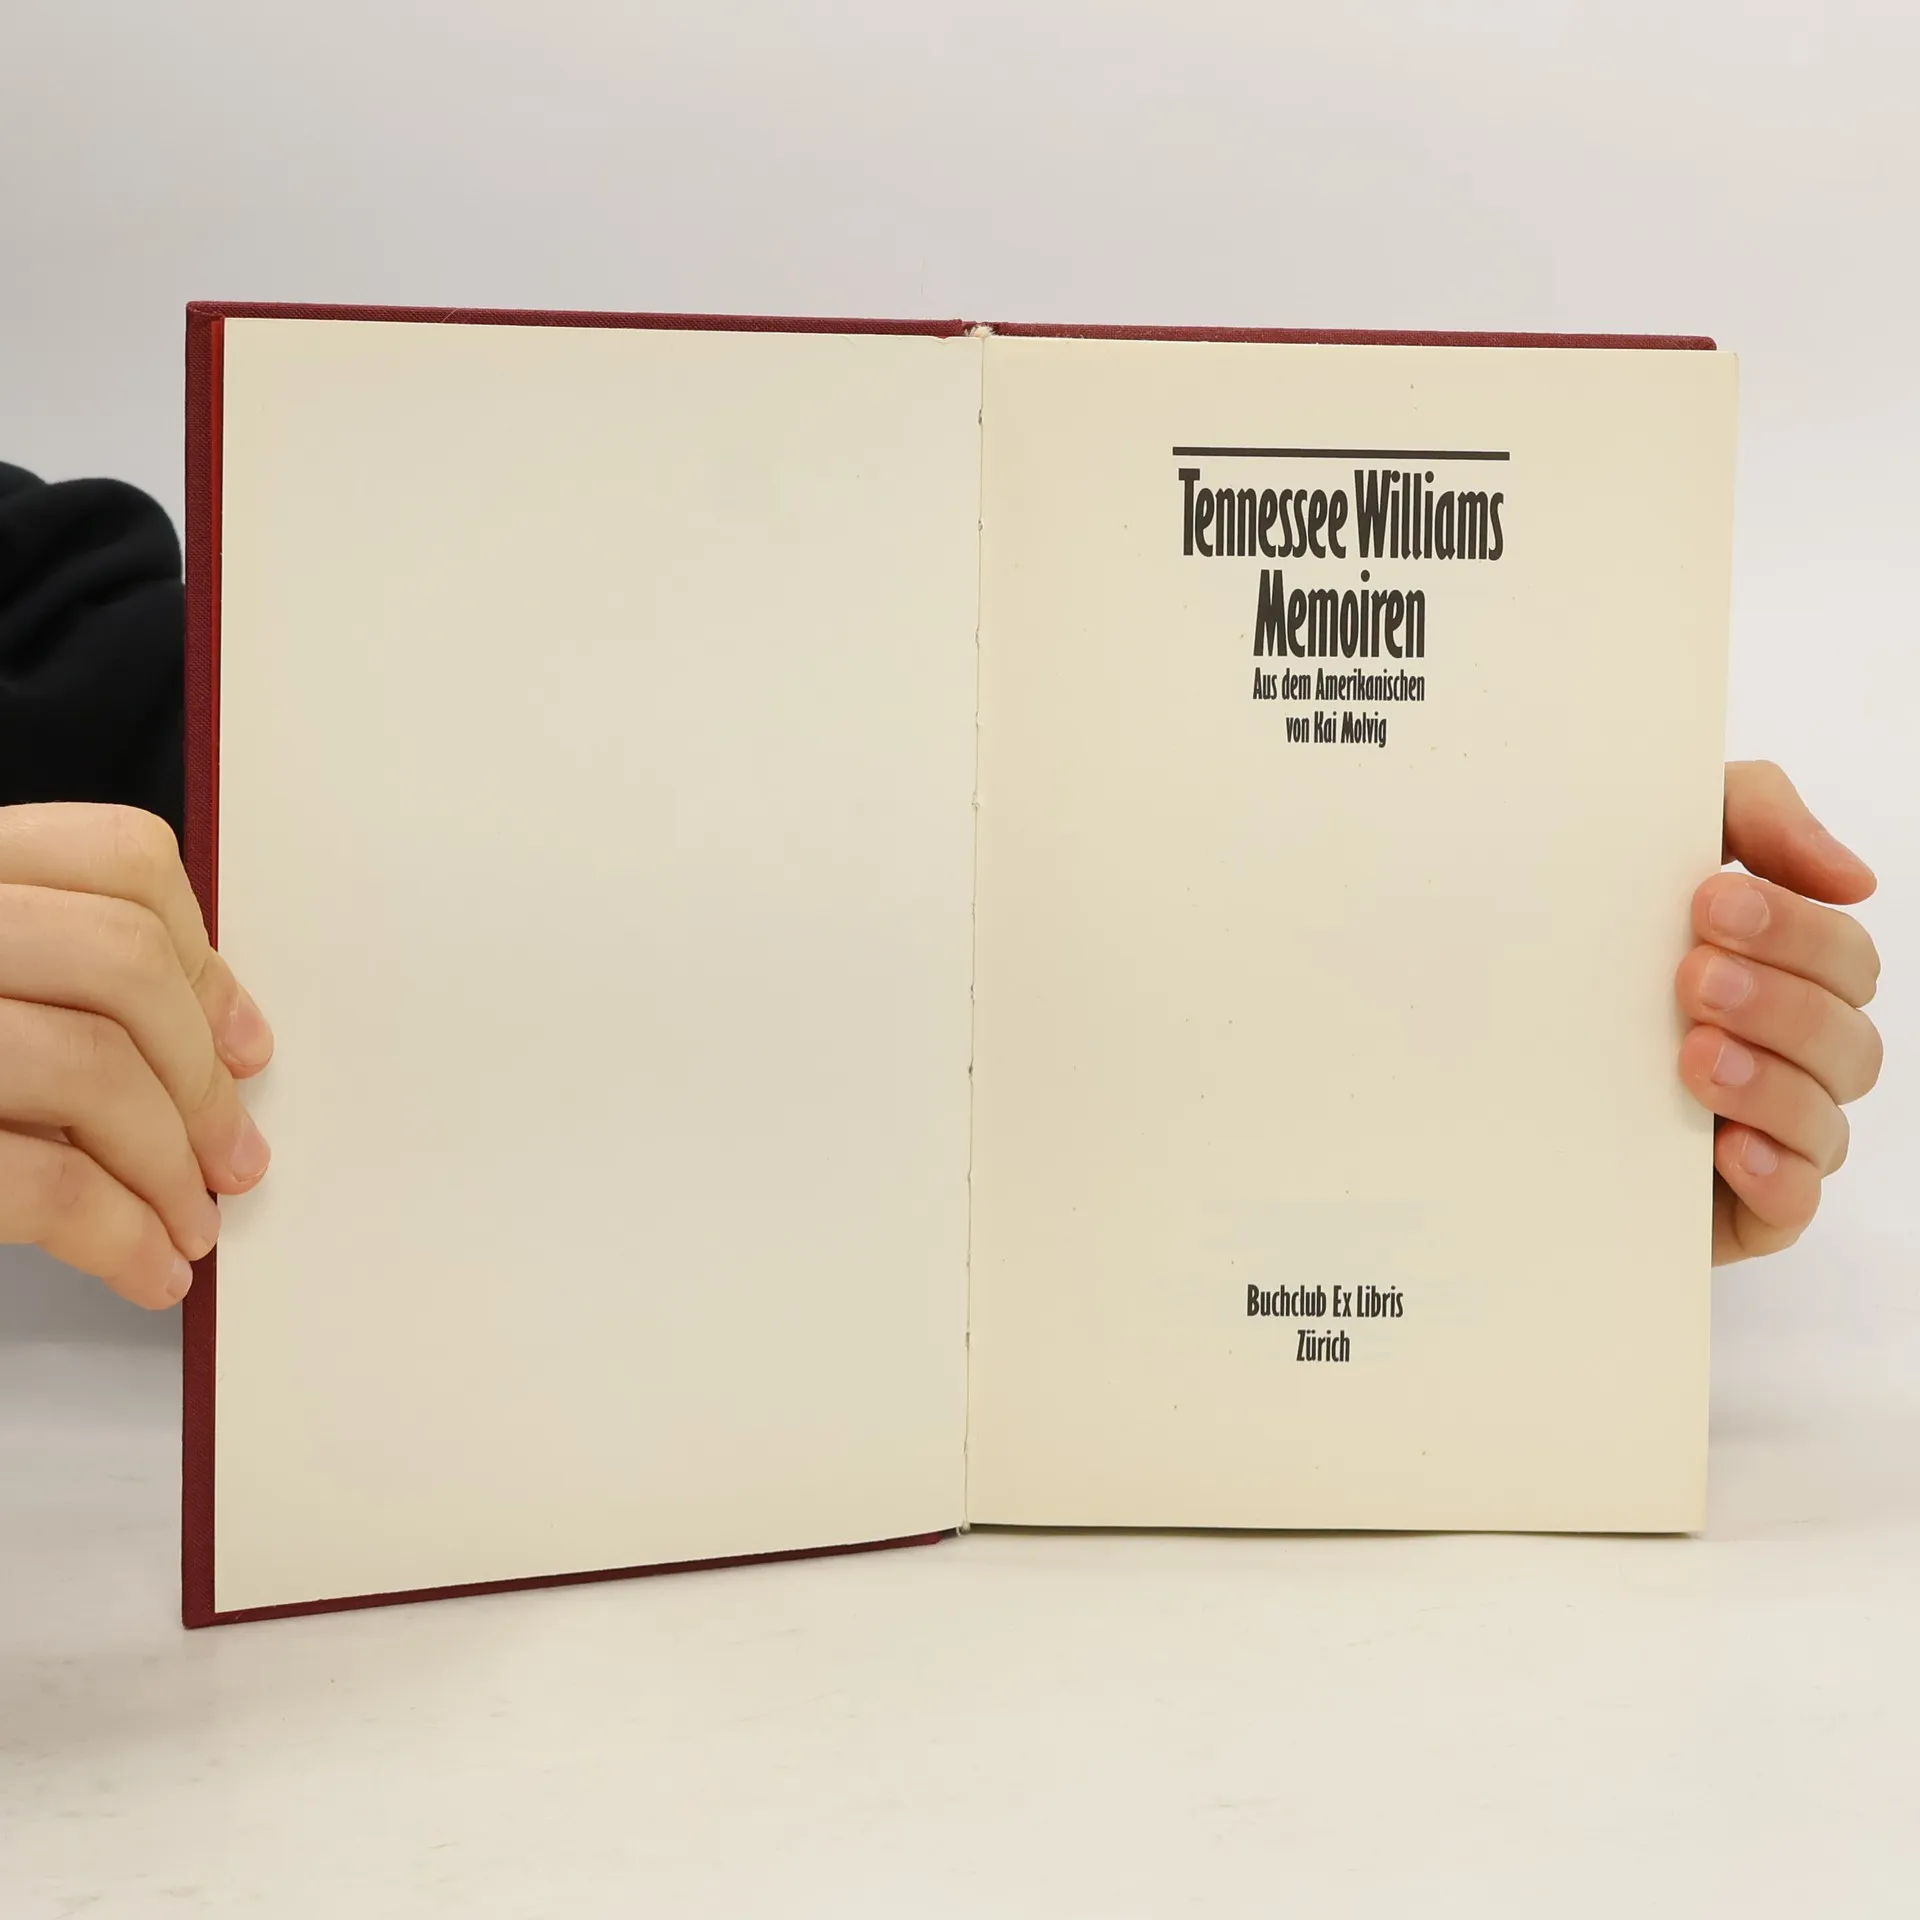 Tennessee Williams
Memoiren
Aus dem Amerikanischen
von Kai Molvig
Buchclub Ex Libris
Zürich